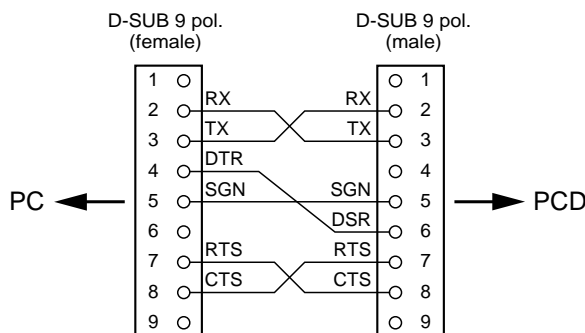 D-SUB 9 pol. D-SUB 9 pol.
(female) (male)
1 1
2 RX RX 2
3 TX TX 3
4 DTR 4
PC 5 SGN SGN 5 PCD
6 DSR 6
7 RTS RTS 7
8 CTS CTS 8
9 9